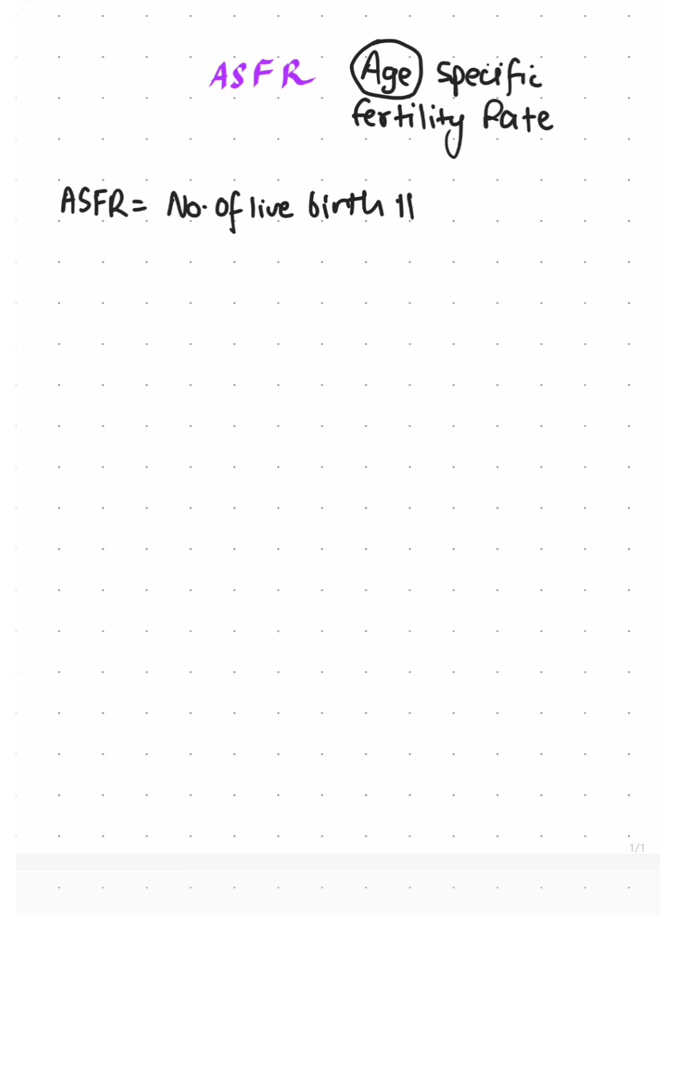 ASFR Age specific
fertility Rate
ASFR = No. of live birth
1/1